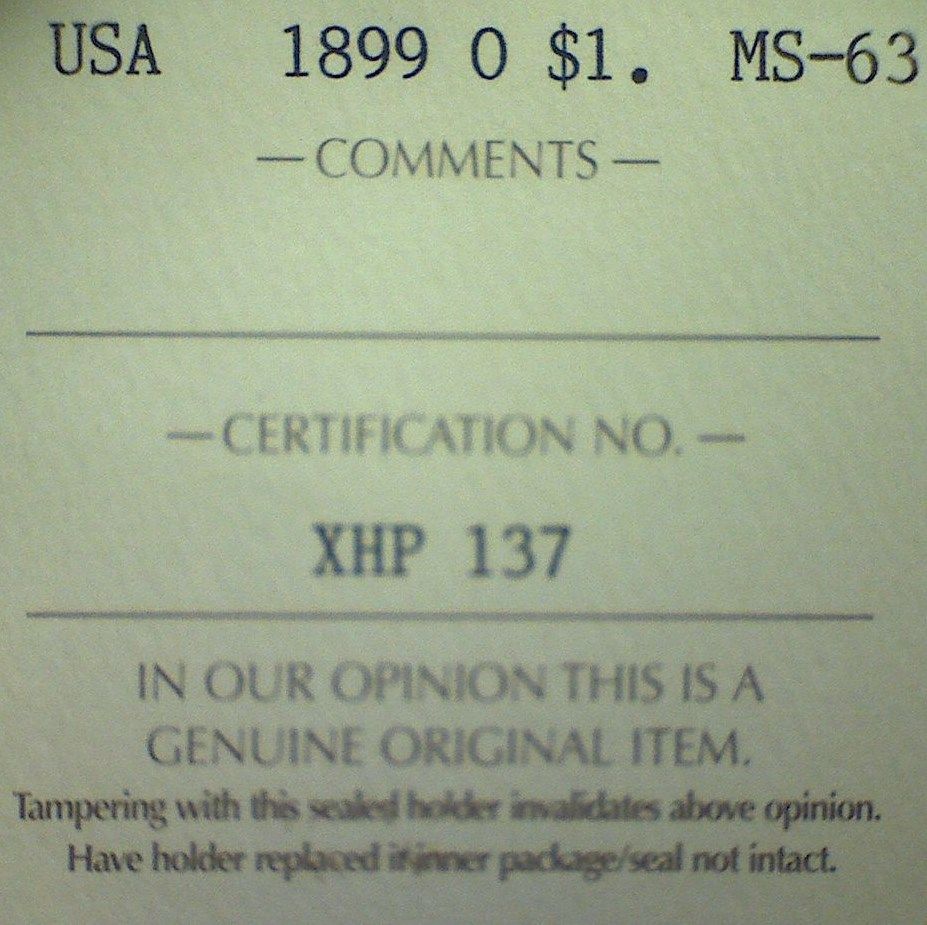 USA 1899 O $1. MS-63
— COMMENTS —
— CERTIFICATION NO. —
XHP 137
IN OUR OPINION THIS IS A
GENUINE ORIGINAL ITEM.
Tampering with this sealed holder invalidates above opinion.
Have holder replaced if inner package/seal not intact.